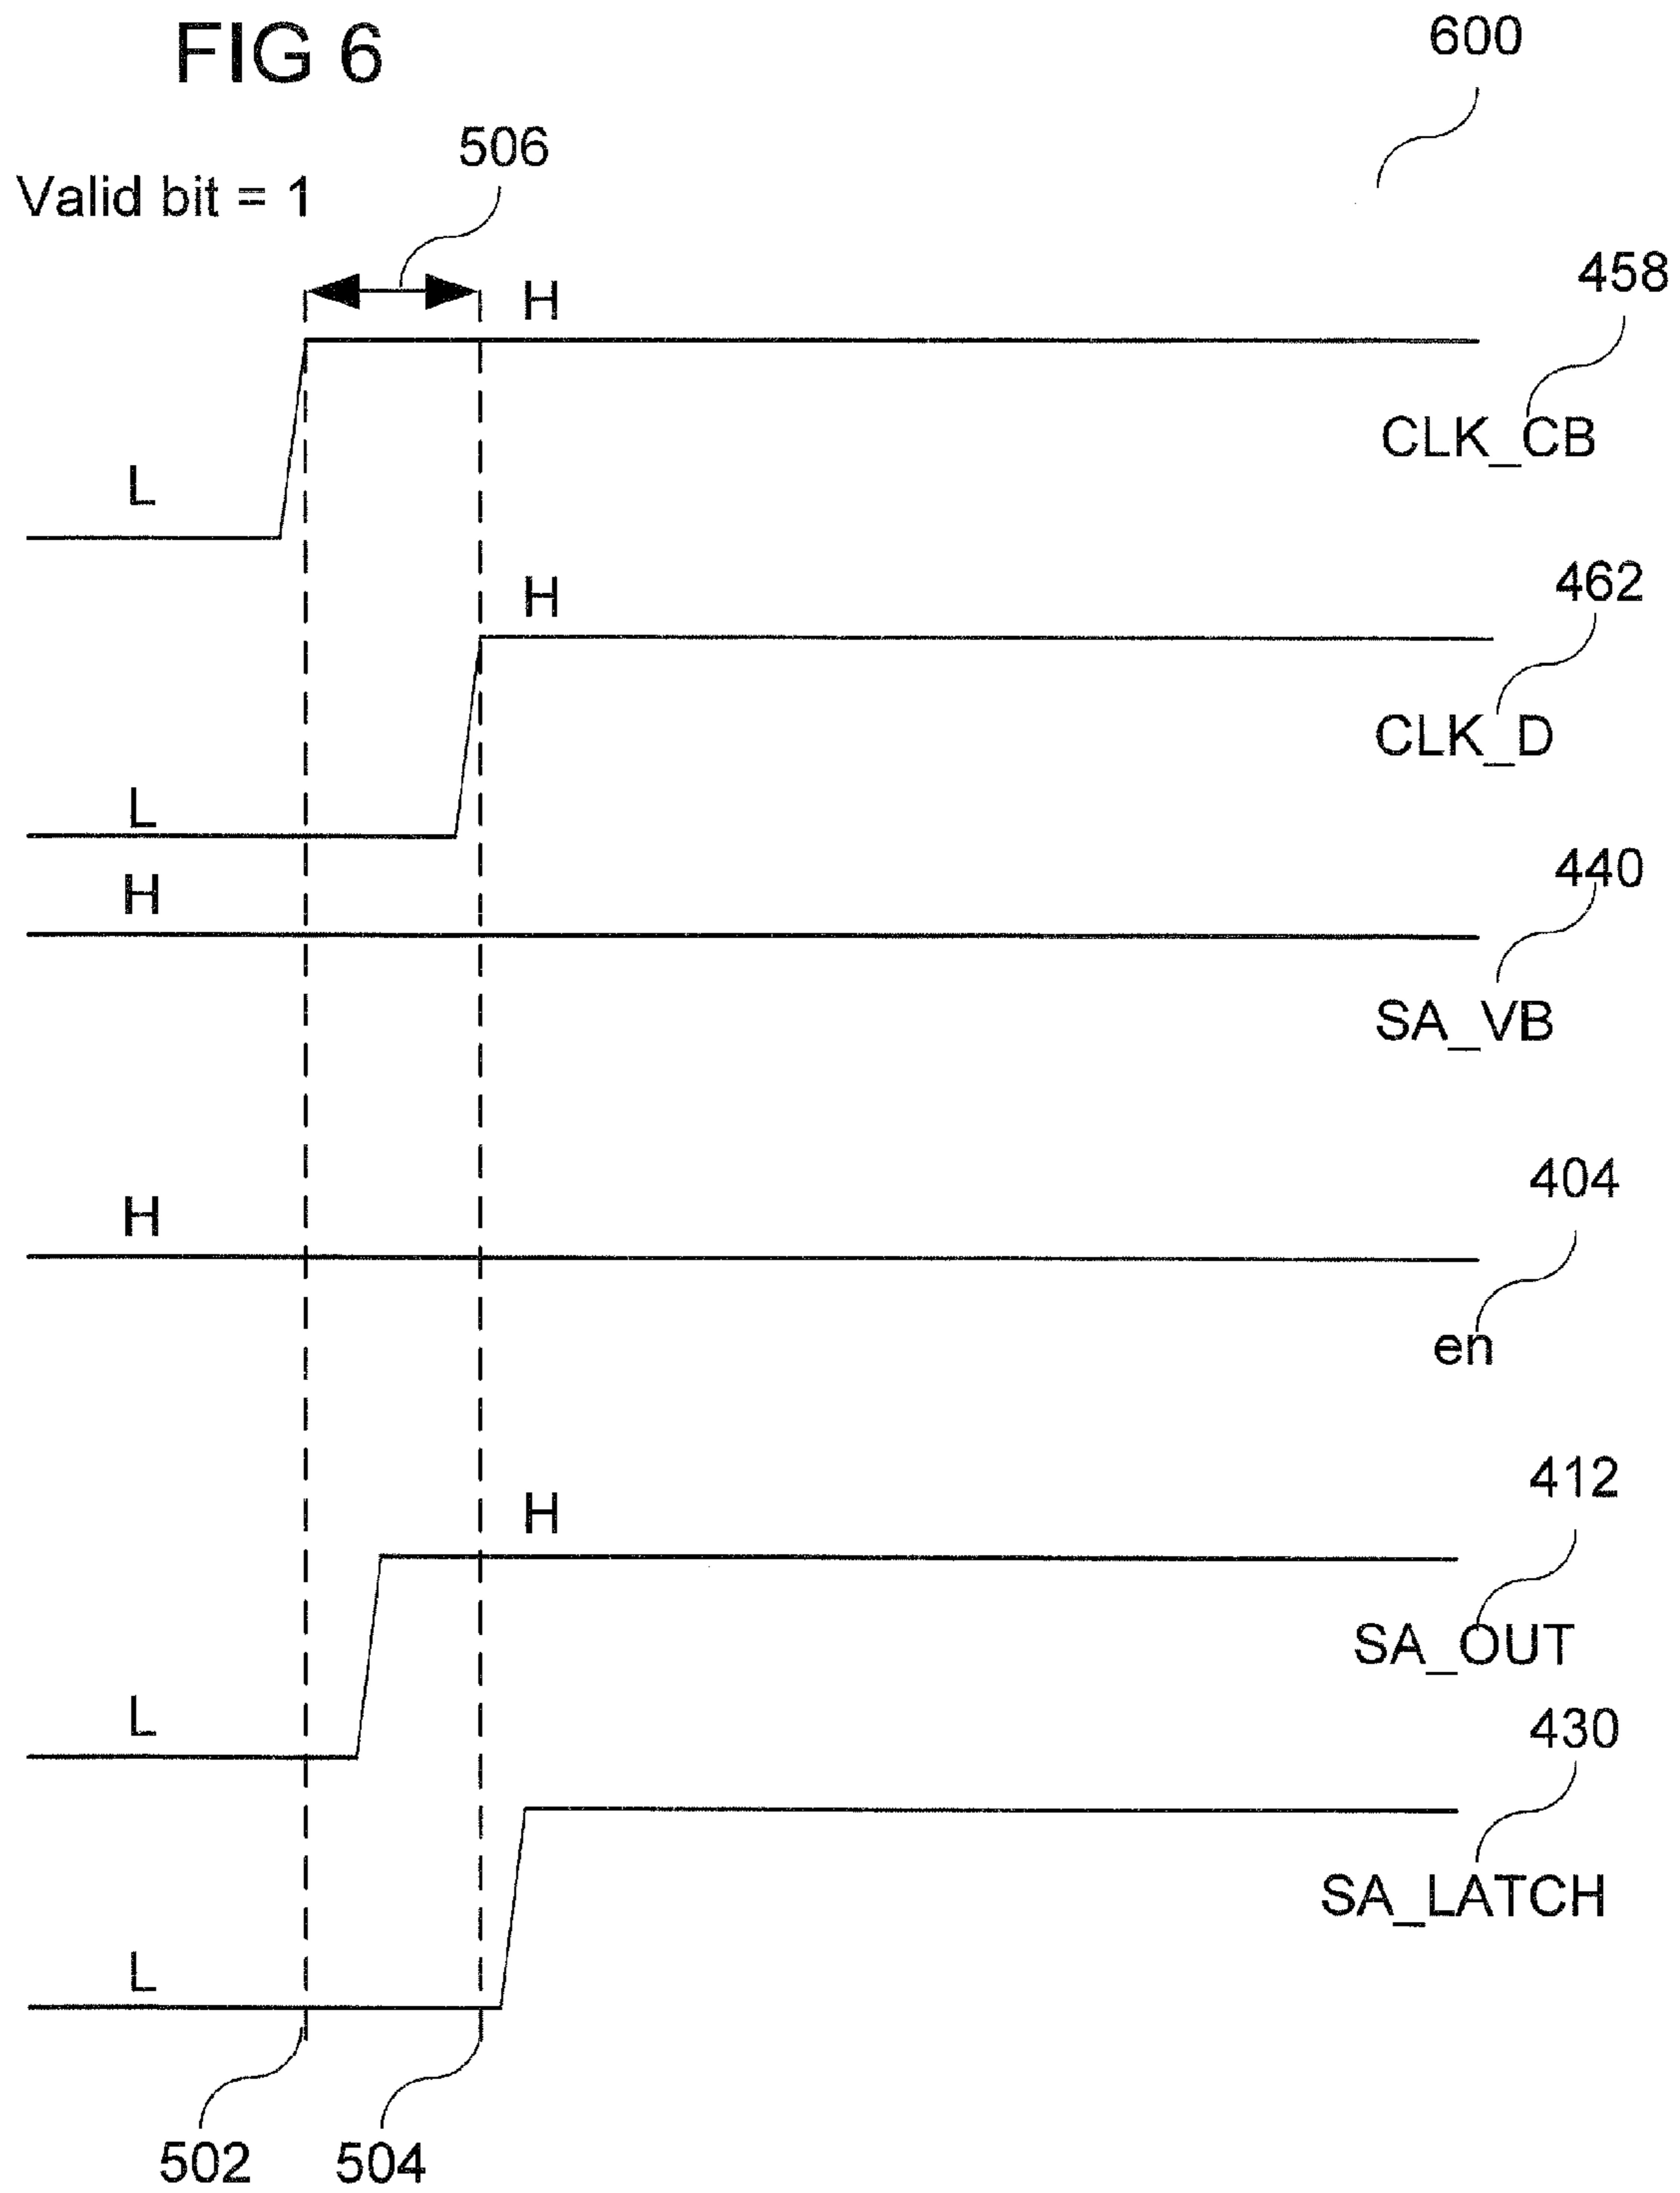 FIG 6
600
506
Valid bit = 1
H
458
CLK_CB
L
H
462
CLK_D
L
H
440
SA_VB
H
404
en
H
412
SA_OUT
L
430
SA_LATCH
L
502
504